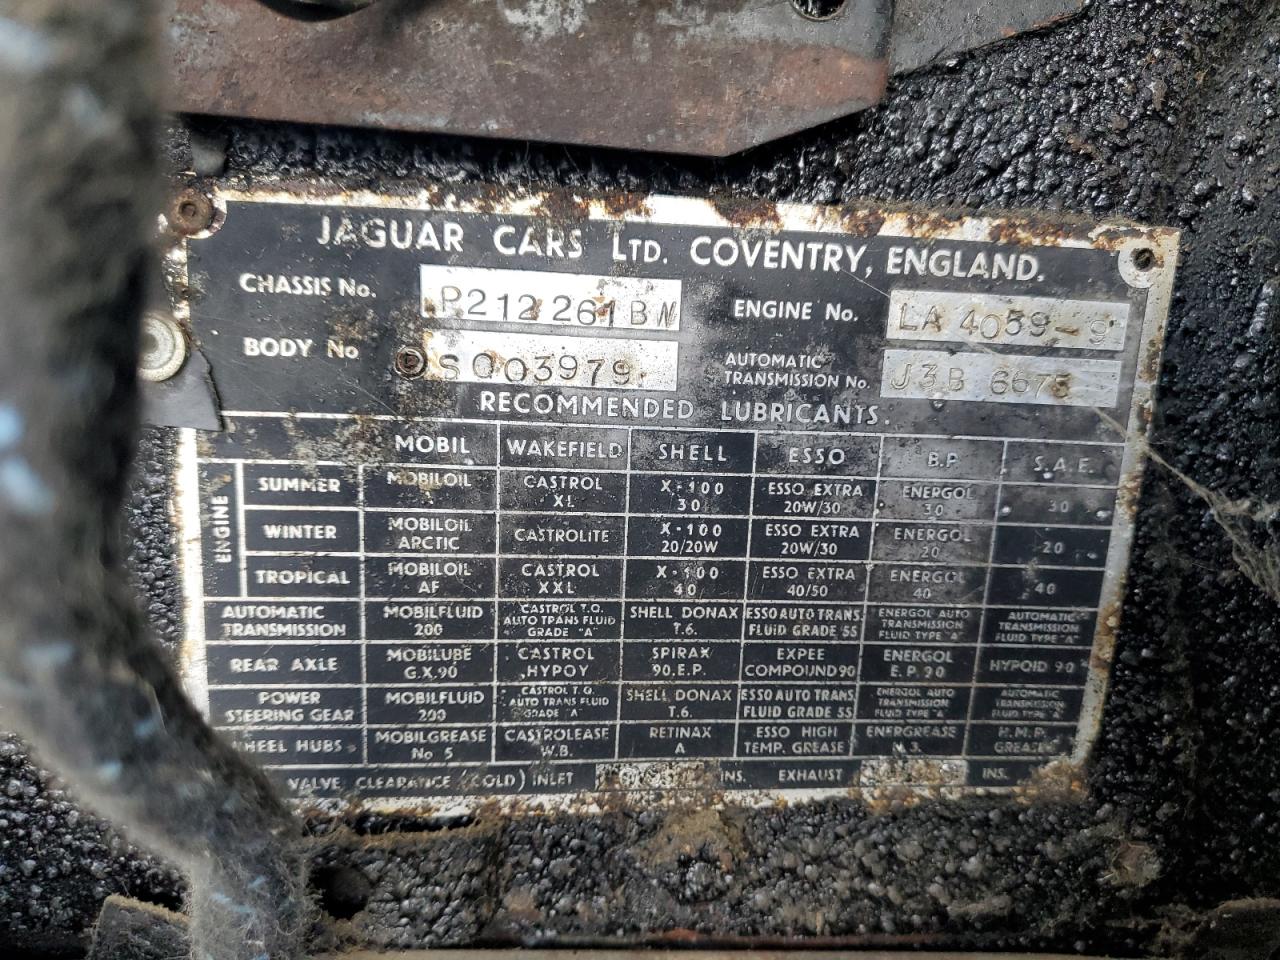 JAGUAR CARS LTD. COVENTRY, ENGLAND.
CHASSIS No. P212261BW ENGINE No. LA 4059-9
BODY No S003979 AUTOMATIC TRANSMISSION No. J3B 6675
RECOMMENDED LUBRICANTS.
MOBIL WAKEFIELD SHELL ESSO B.P. S.A.E.
ENGINE
SUMMER MOBILOIL CASTROL XL X-100 30 ESSO EXTRA 20W/30 ENERGOL 30 30
WINTER MOBILOIL ARCTIC CASTROLITE X-100 20/20W ESSO EXTRA 20W/30 ENERGOL 20 20
TROPICAL MOBILOIL AF CASTROL XXL X-100 40 ESSO EXTRA 40/50 ENERGOL 40 40
AUTOMATIC TRANSMISSION MOBILFLUID 200 CASTROL T.Q. AUTO TRANS FLUID GRADE "A" SHELL DONAX T.6. ESSO AUTO TRANS. FLUID GRADE 55 ENERGOL AUTO TRANSMISSION FLUID TYPE "A" AUTOMATIC TRANSMISSION FLUID TYPE "A"
REAR AXLE MOBILUBE G.X.90 CASTROL HYPOY SPIRAX 90.E.P. EXPEE COMPOUND 90 ENERGOL E.P.90 HYPOID 90
POWER STEERING GEAR MOBILFLUID 200 CASTROL T.Q. AUTO TRANS FLUID GRADE "A" SHELL DONAX T.6. ESSO AUTO TRANS. FLUID GRADE 55 ENERGOL AUTO TRANSMISSION FLUID TYPE "A" AUTOMATIC TRANSMISSION FLUID TYPE "A"
WHEEL HUBS MOBILGREASE No 5 CASTROLEASE W.B. RETINAX A ESSO HIGH TEMP. GREASE ENERGREASE N.3. H.M.P. GREASE
VALVE CLEARANCE (COLD) INLET INS. EXHAUST INS.